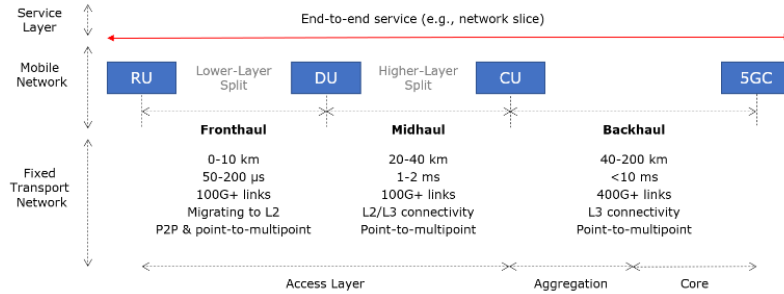 Service
Layer
End-to-end service (e.g., network slice)
Mobile
Network
RU
Lower-Layer
Split
DU
Higher-Layer
Split
CU
5GC
Fronthaul
Midhaul
Backhaul
Fixed
Transport
Network
0-10 km
50-200 µs
100G+ links
Migrating to L2
P2P & point-to-multipoint
20-40 km
1-2 ms
100G+ links
L2/L3 connectivity
Point-to-multipoint
40-200 km
<10 ms
400G+ links
L3 connectivity
Point-to-multipoint
Access Layer
Aggregation
Core